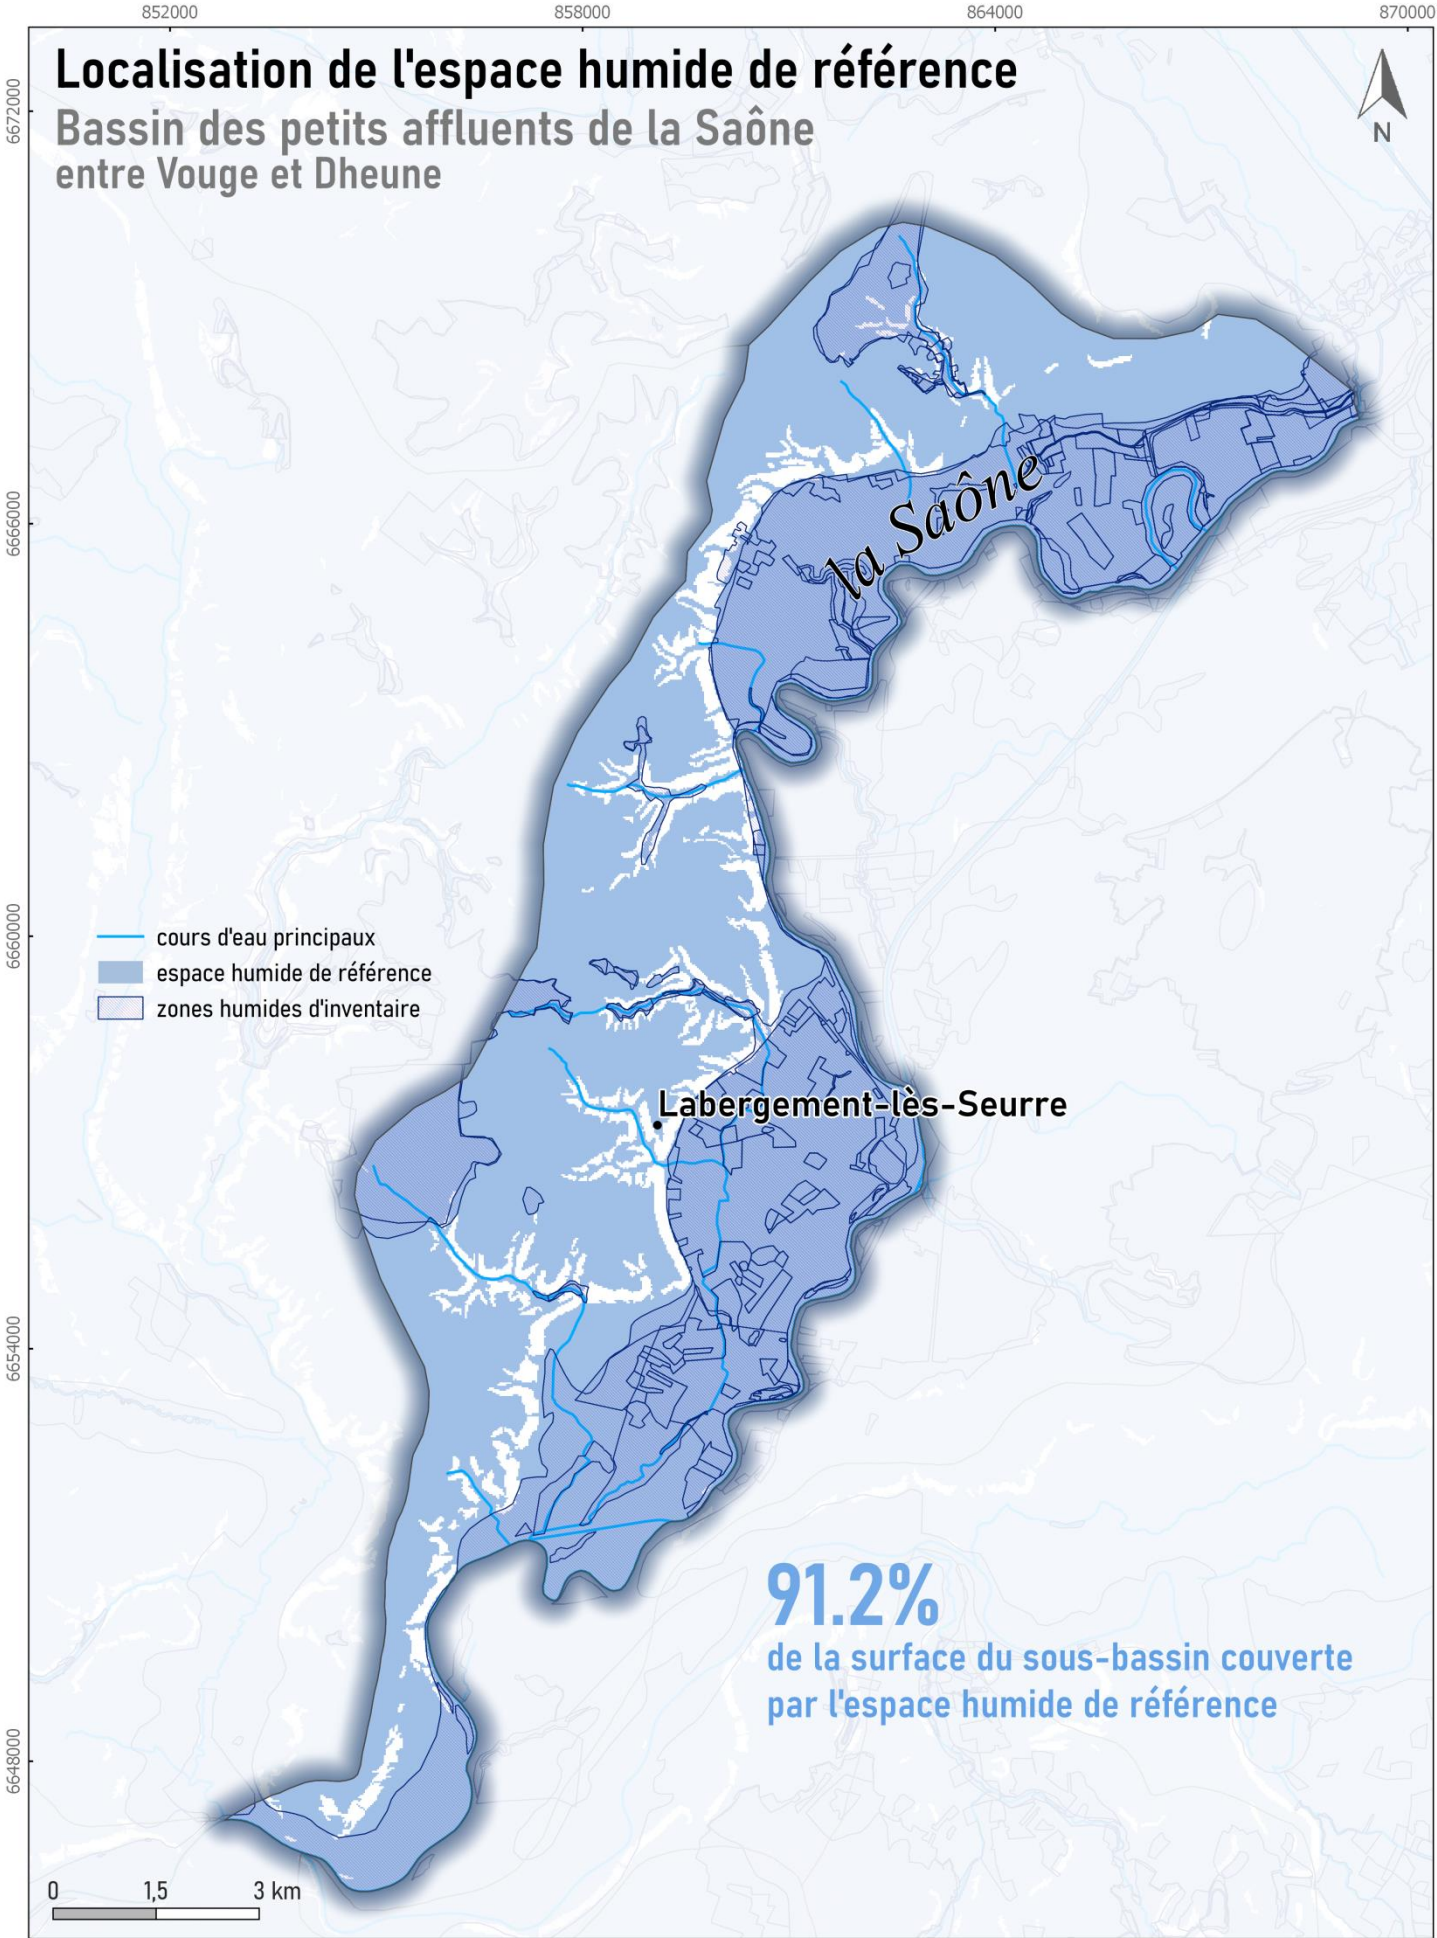 852000
858000
864000
870000
Localisation de l'espace humide de référence
Bassin des petits affluents de la Saône
entre Vouge et Dheune
N
6672000
6666000
6660000
6654000
6648000
la Saône
cours d'eau principaux
espace humide de référence
zones humides d'inventaire
Labergement-lès-Seurre
91.2%
de la surface du sous-bassin couverte
par l'espace humide de référence
0 1,5 3 km